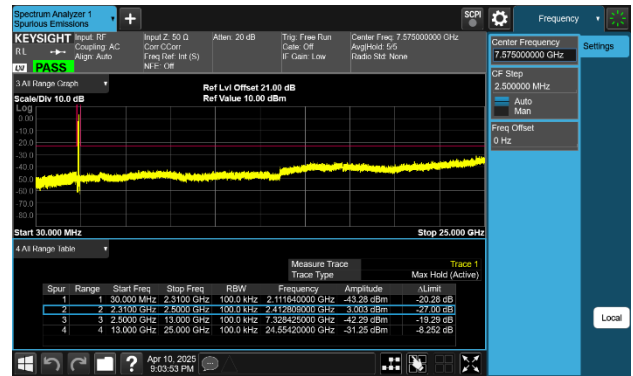 Spectrum Analyzer 1
Spurious Emissions
SCPI
Frequency
KEYSIGHT
RL
Input: RF
Coupling: AC
Align: Auto
Input Z: 50 Ω
Corr CCorr
Freq Ref: Int (S)
NFE: Off
Atten: 20 dB
Trig: Free Run
Gate: Off
IF Gain: Low
Center Freq: 7.575000000 GHz
Avg|Hold: 5/5
Radio Std: None
LW PASS
Center Frequency
7.575000000 GHz
Settings
CF Step
2.500000 MHz
Auto
Man
Freq Offset
0 Hz
3 All Range Graph
Scale/Div 10.0 dB
Ref Lvl Offset 21.00 dB
Ref Value 10.00 dBm
Log
0.00
-10.0
-20.0
-30.0
-40.0
-50.0
-60.0
-70.0
-80.0
Start 30.000 MHz
Stop 25.000 GHz
4 All Range Table
Measure Trace Trace 1
Trace Type Max Hold (Active)
Spur Range Start Freq Stop Freq RBW Frequency Amplitude ΔLimit
1 1 30.000 MHz 2.3100 GHz 100.0 kHz 2.111640000 GHz -43.28 dBm -20.28 dB
2 2 2.3100 GHz 2.5000 GHz 100.0 kHz 2.412809000 GHz 3.003 dBm -27.00 dB
3 3 2.5000 GHz 13.000 GHz 100.0 kHz 7.328425000 GHz -42.29 dBm -19.29 dB
4 4 13.000 GHz 25.000 GHz 100.0 kHz 24.55420000 GHz -31.25 dBm -8.252 dB
Local
Apr 10, 2025
9:03:53 PM